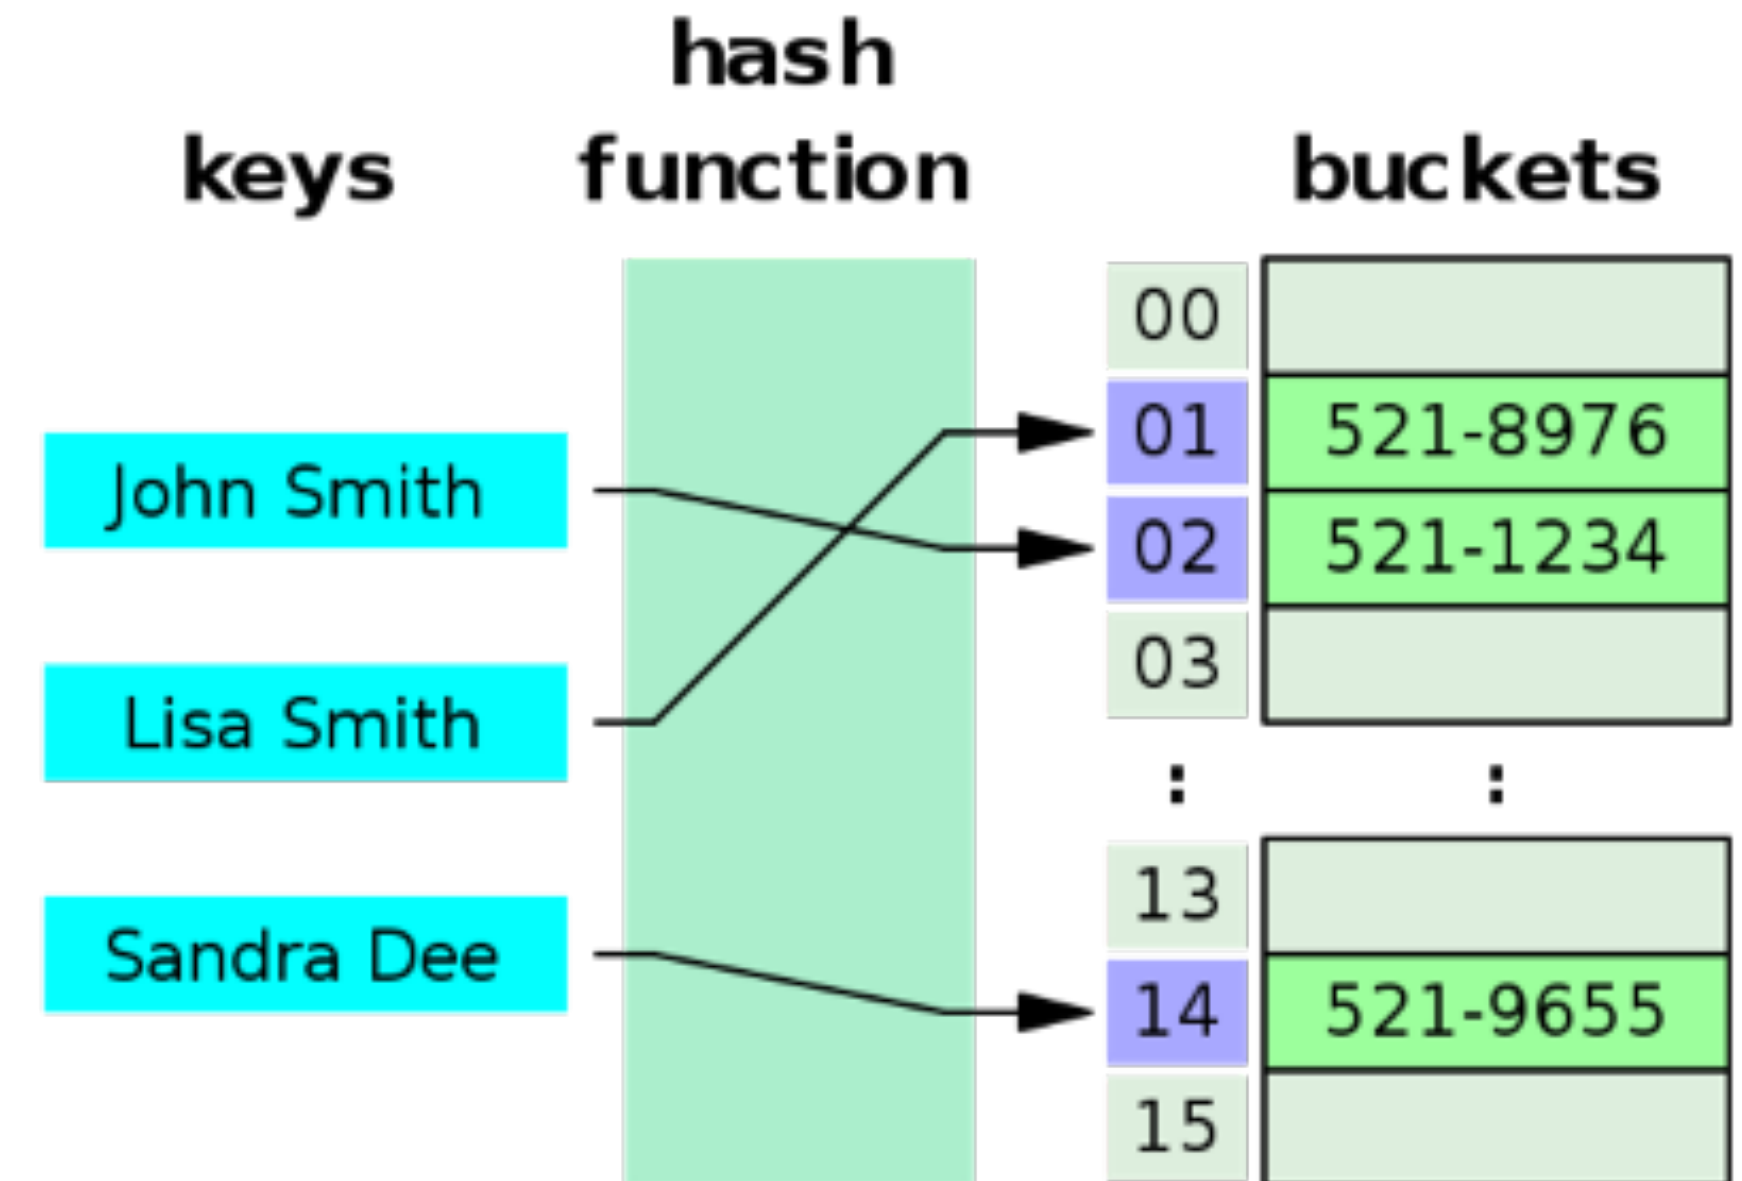 hash
keys function buckets
00
01 521-8976
John Smith
02 521-1234
03
Lisa Smith
:
:
13
Sandra Dee
14 521-9655
15